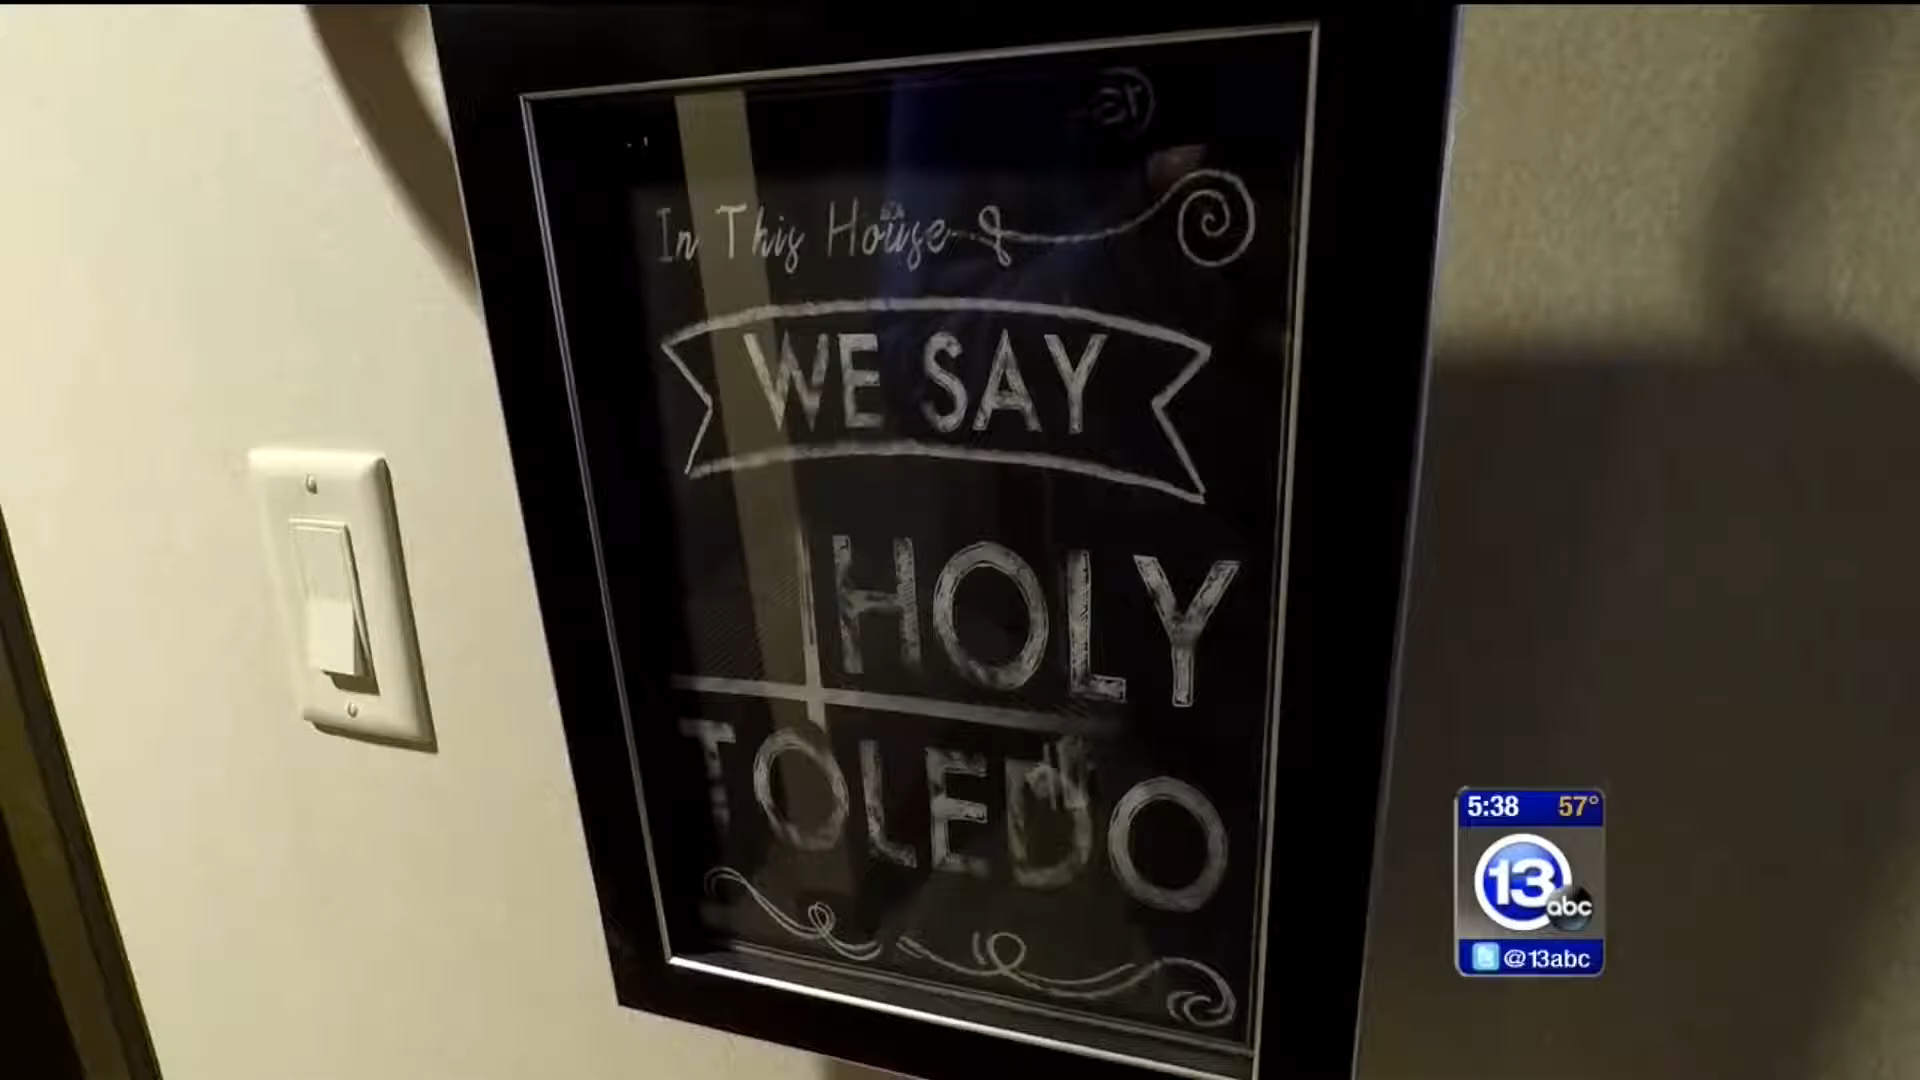 In This House
WE SAY
HOLY
TOLEDO
5:38 57°
13
abc
@13abc